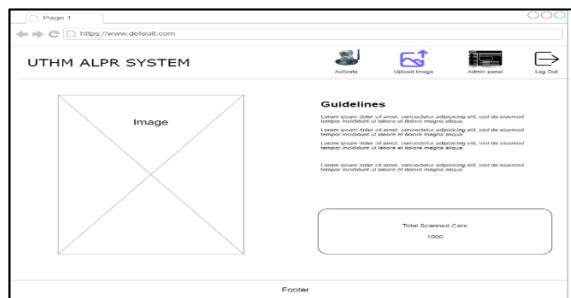 Page 1
https://www.default.com
UTHM ALPR SYSTEM
Activate
Upload Image
Admin panel
Log Out
Image
Guidelines
Lorem ipsum dolor sit amet, consectetur adipisicing elit, sed do eiusmod
tempor incididunt ut labore et dolore magna aliqua.
Lorem ipsum dolor sit amet, consectetur adipisicing elit, sed do eiusmod
tempor incididunt ut labore et dolore magna aliqua.
Lorem ipsum dolor sit amet, consectetur adipisicing elit, sed do eiusmod
tempor incididunt ut labore et dolore magna aliqua.
Lorem ipsum dolor sit amet, consectetur adipisicing elit, sed do eiusmod
tempor incididunt ut labore et dolore magna aliqua.
Total Scanned Cars
1000
Footer